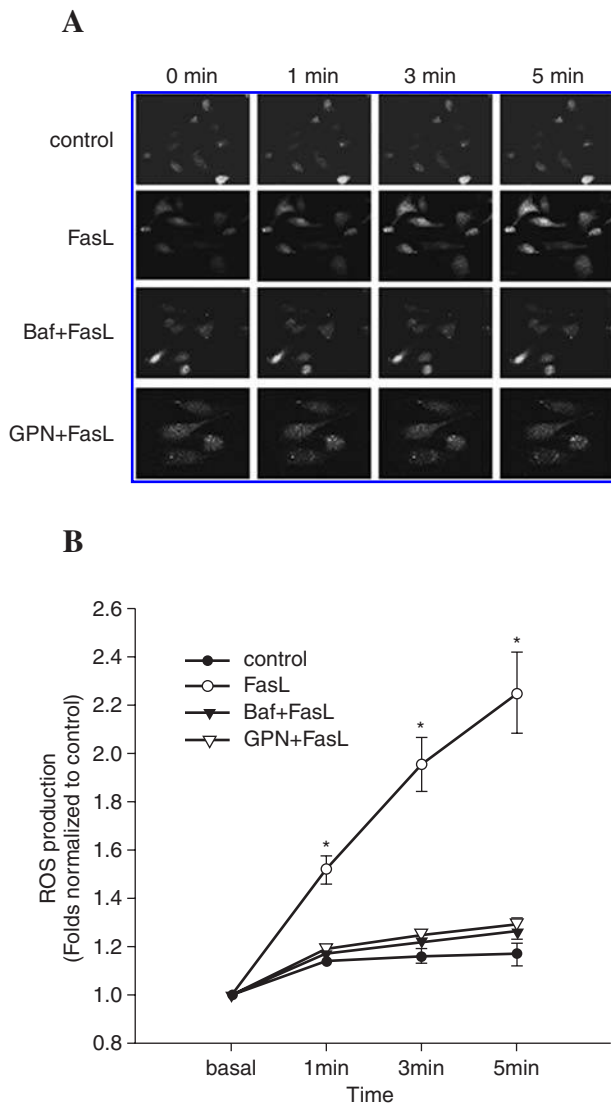 A
0 min 1 min 3 min 5 min
control
FasL
Baf+FasL
GPN+FasL
B
2.6
2.4
2.2
2.0
1.8
1.6
1.4
1.2
1.0
0.8
ROS production
(Folds normalized to control)
control
FasL
Baf+FasL
GPN+FasL
*
*
*
basal 1min 3min 5min
Time